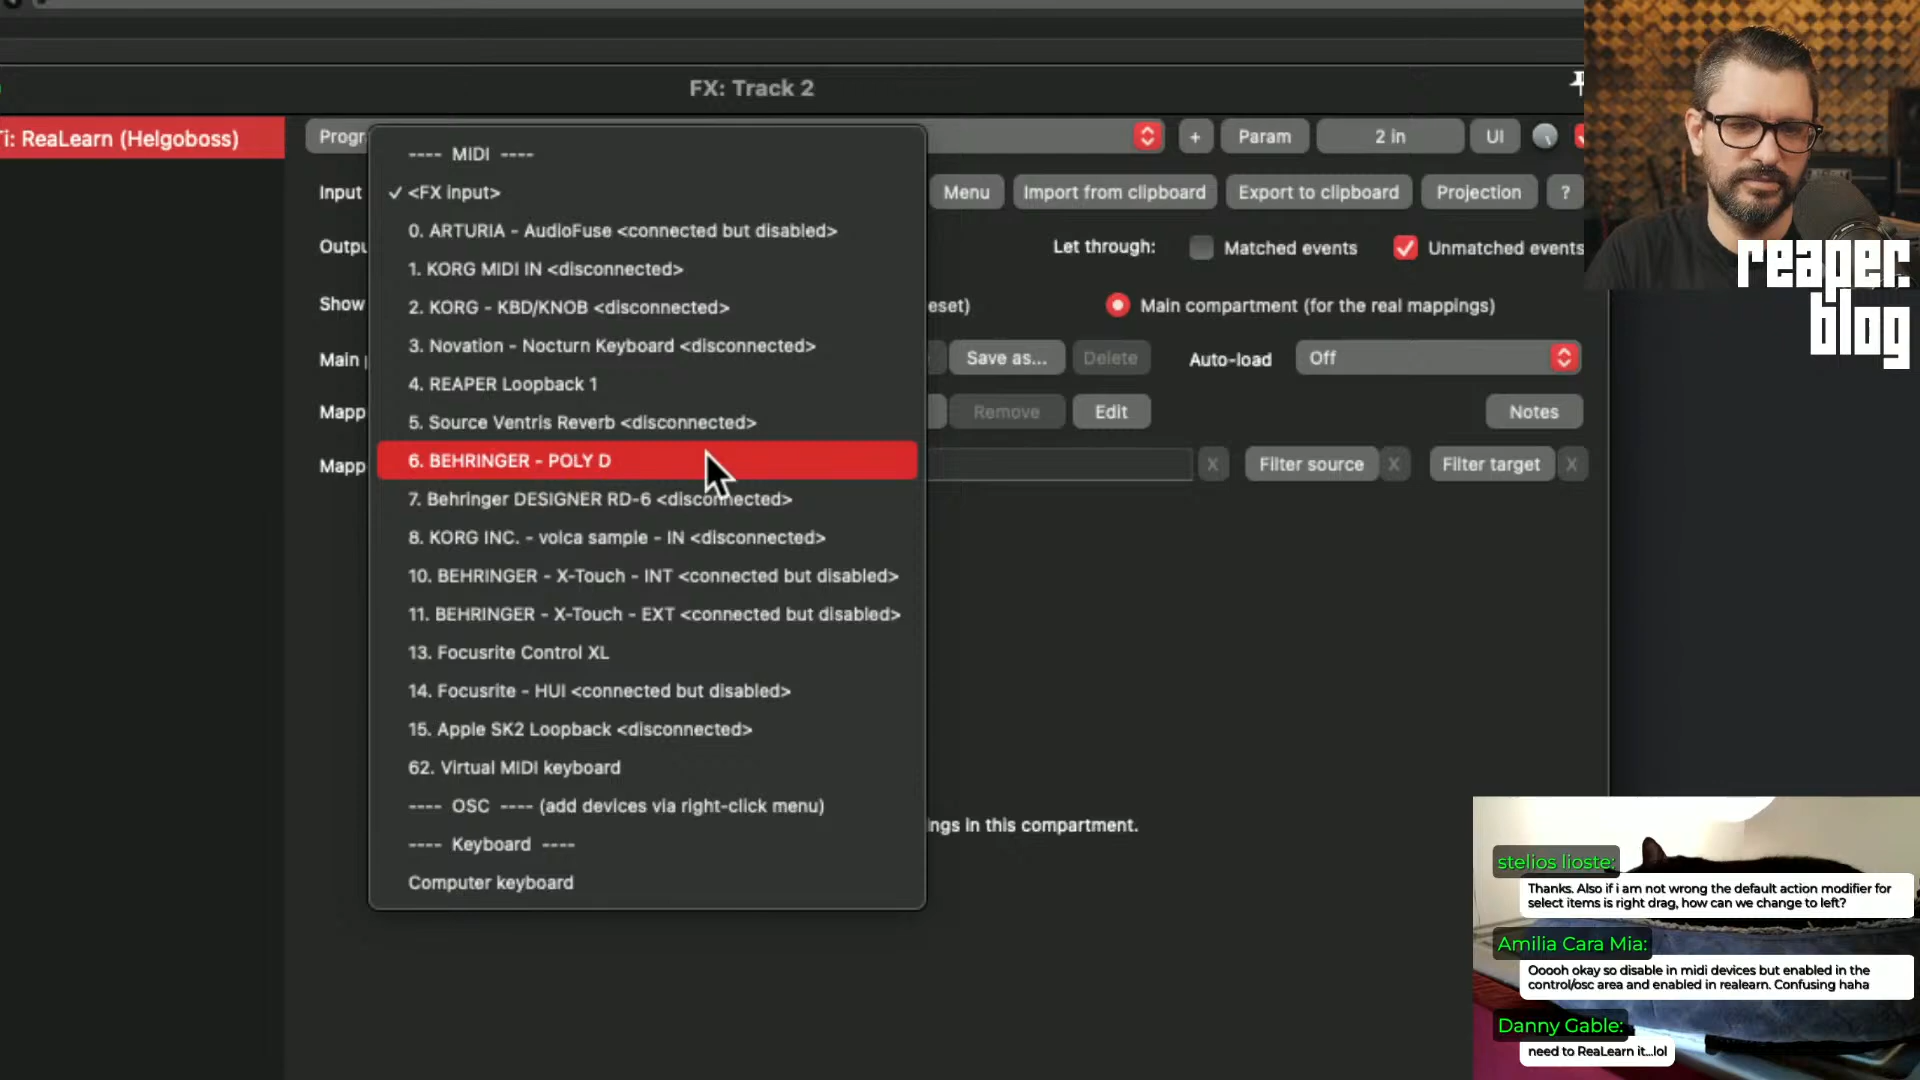 FX: Track 2
Ti: ReaLearn (Helgoboss)
Progr
+
Param
2 in
UI
Input
Menu
Import from clipboard
Export to clipboard
Projection
?
Outpu
Let through:
Matched events
Unmatched events
Show
eset)
Main compartment (for the real mappings)
Main
Save as...
Delete
Auto-load
Off
Mapp
Remove
Edit
Notes
Mapp
X
Filter source
X
Filter target
X
ings in this compartment.
---- MIDI ----
✓ <FX input>
0. ARTURIA - AudioFuse <connected but disabled>
1. KORG MIDI IN <disconnected>
2. KORG - KBD/KNOB <disconnected>
3. Novation - Nocturn Keyboard <disconnected>
4. REAPER Loopback 1
5. Source Ventris Reverb <disconnected>
6. BEHRINGER - POLY D
7. Behringer DESIGNER RD-6 <disconnected>
8. KORG INC. - volca sample - IN <disconnected>
10. BEHRINGER - X-Touch - INT <connected but disabled>
11. BEHRINGER - X-Touch - EXT <connected but disabled>
13. Focusrite Control XL
14. Focusrite - HUI <connected but disabled>
15. Apple SK2 Loopback <disconnected>
62. Virtual MIDI keyboard
---- OSC ---- (add devices via right-click menu)
---- Keyboard ----
Computer keyboard
reaper.
blog
stelios lioste:
Thanks. Also if i am not wrong the default action modifier for
select items is right drag, how can we change to left?
Amilia Cara Mia:
Ooooh okay so disable in midi devices but enabled in the
control/osc area and enabled in realearn. Confusing haha
Danny Gable:
need to ReaLearn it...lol